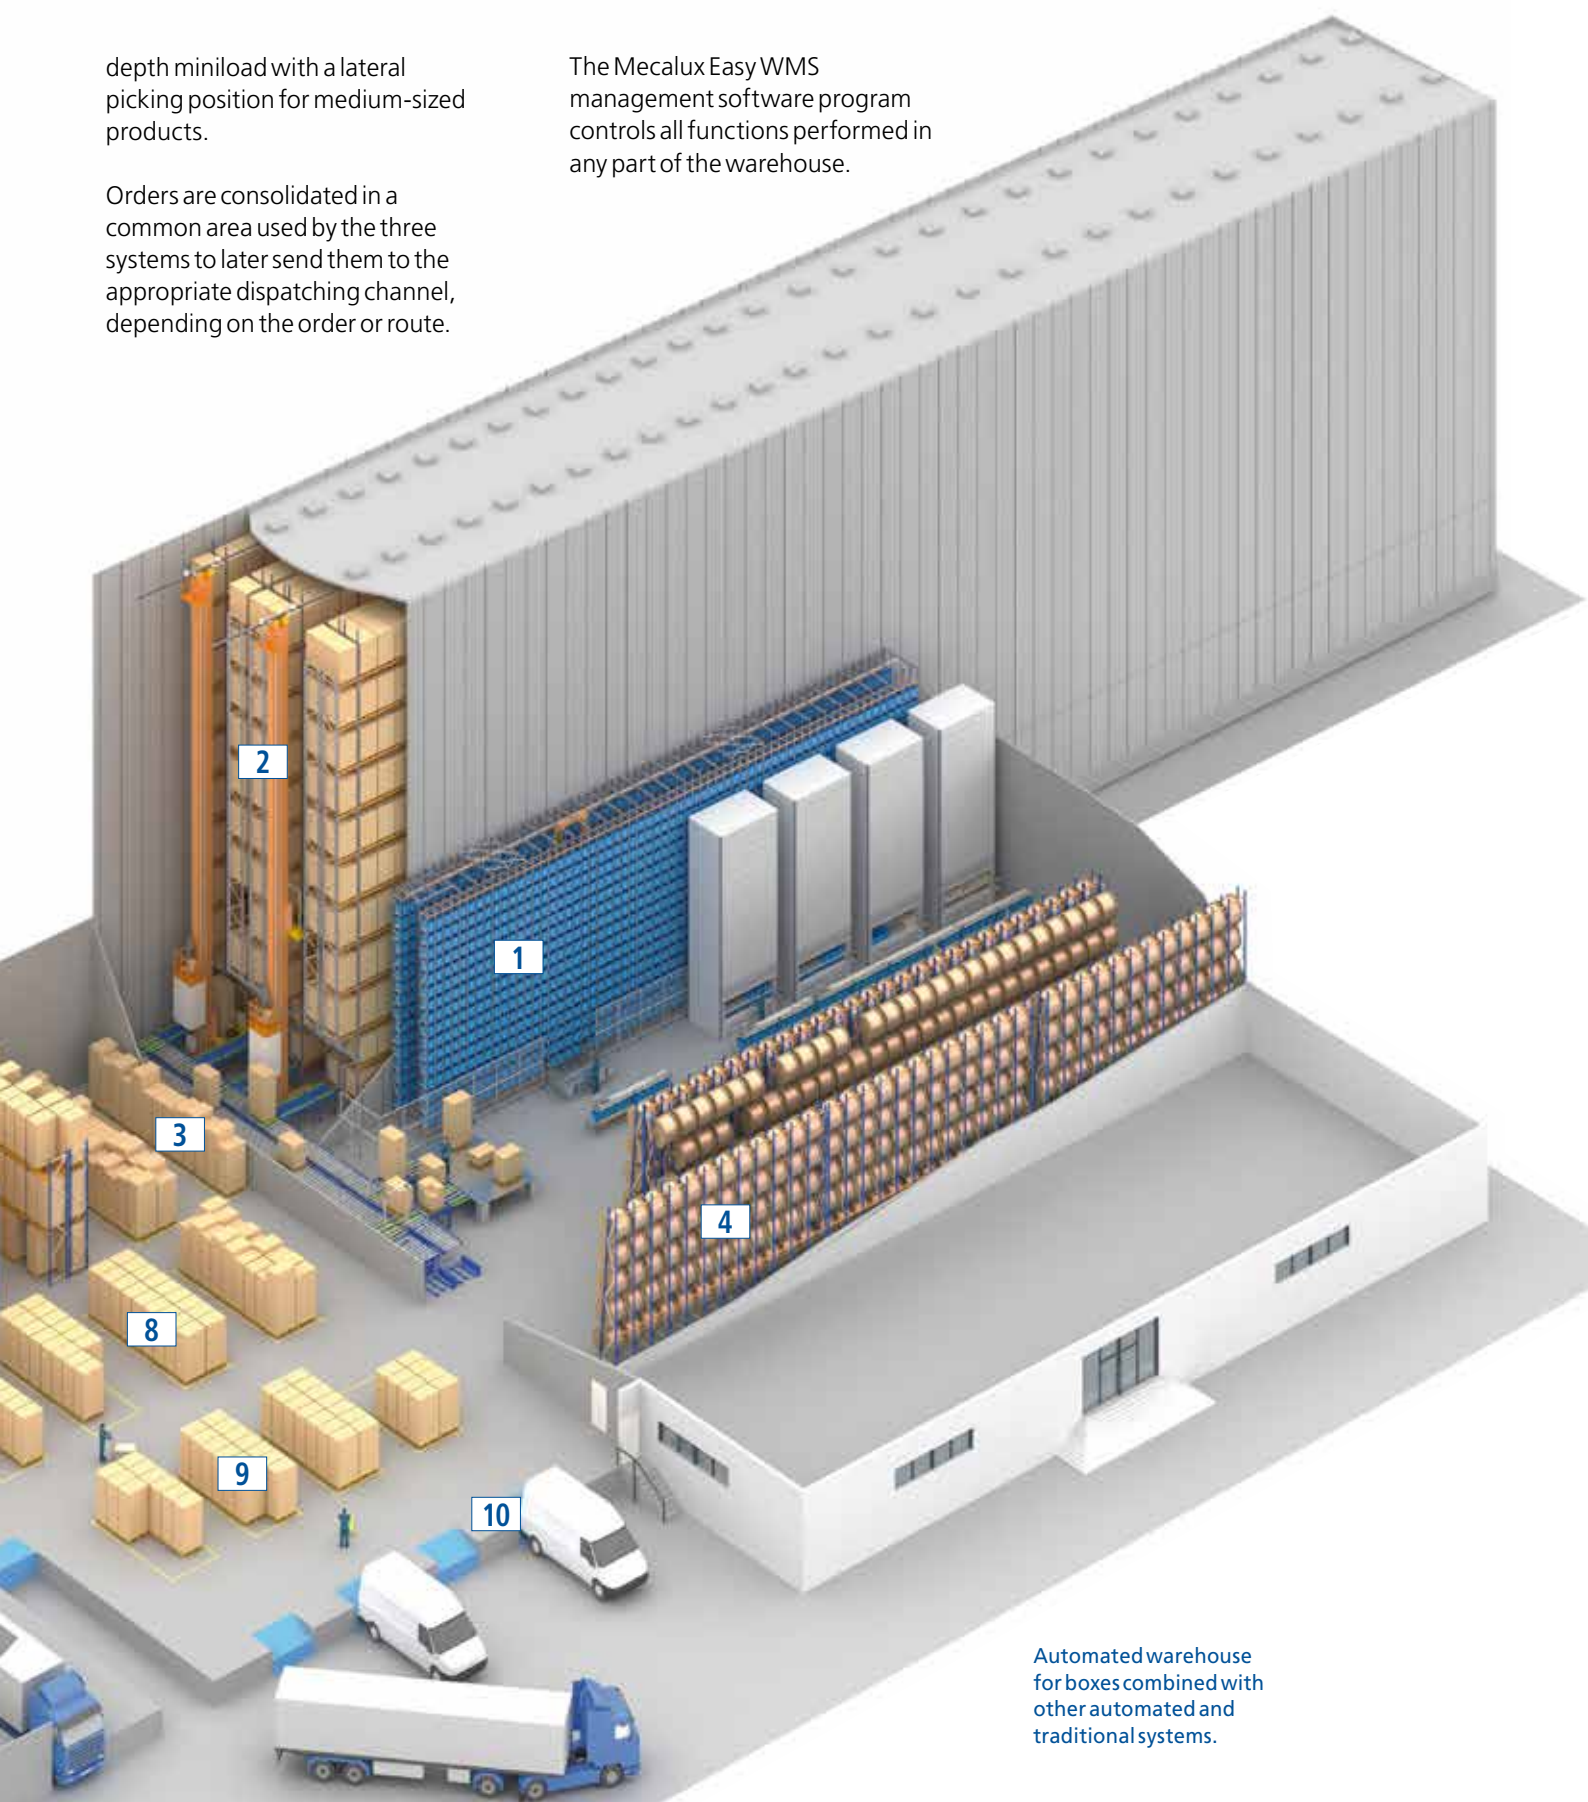 depth miniload with a lateral
picking position for medium-sized
products.
Orders are consolidated in a
common area used by the three
systems to later send them to the
appropriate dispatching channel,
depending on the order or route.
The Mecalux Easy WMS
management software program
controls all functions performed in
any part of the warehouse.
2
1
3
4
8
9
10
Automated warehouse
for boxes combined with
other automated and
traditional systems.